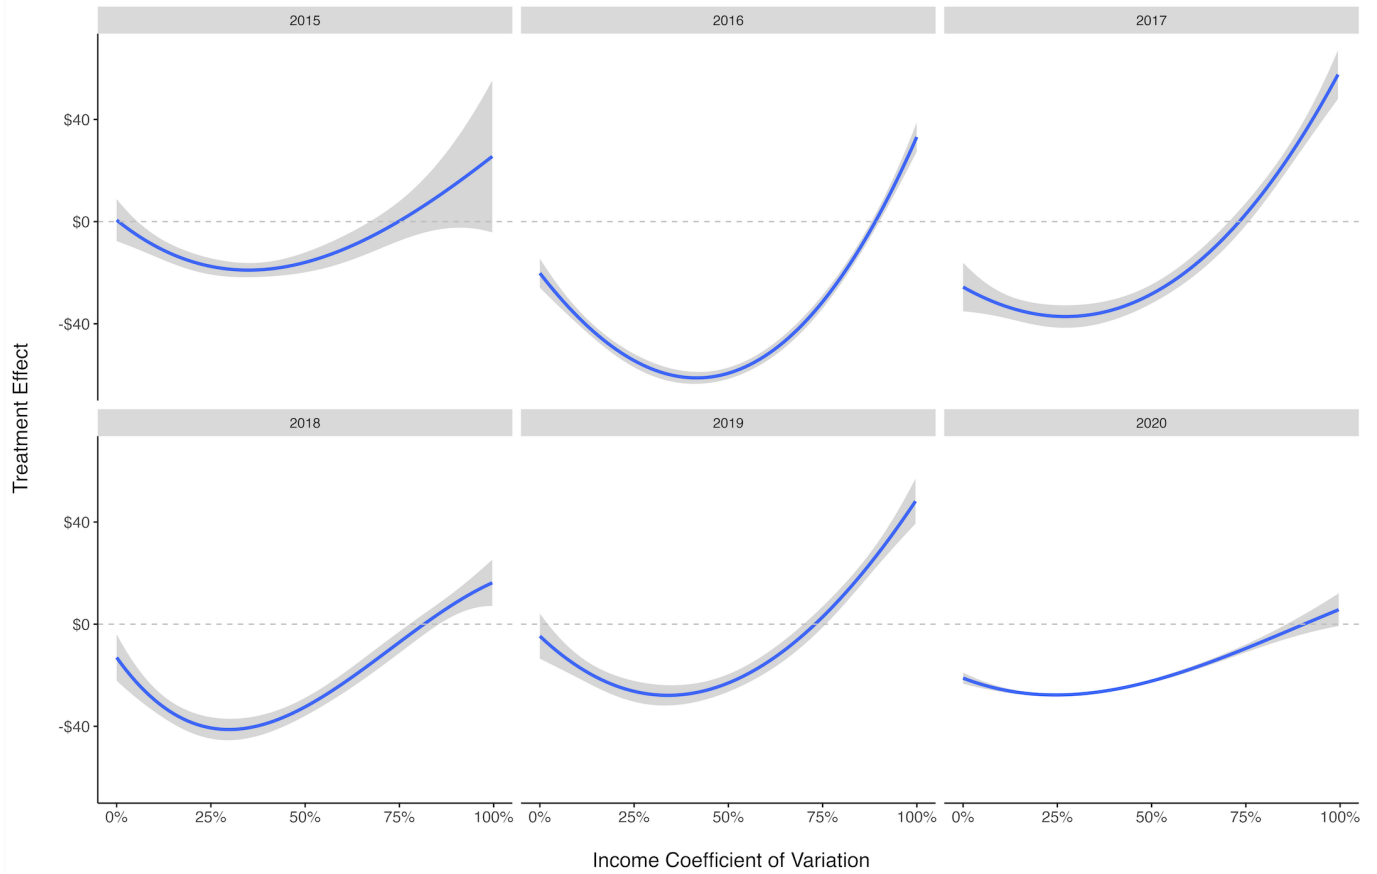 2015 2016 2017
$40
$0
-$40
Treatment Effect
2018 2019 2020
$40
$0
-$40
0% 25% 50% 75% 100% 0% 25% 50% 75% 100% 0% 25% 50% 75% 100%
Income Coefficient of Variation